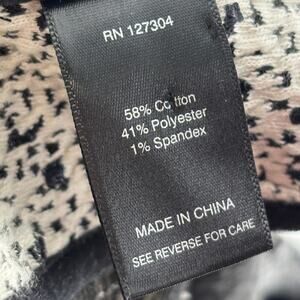 RN 127304
58% Cotton
41% Polyester
1% Spandex
MADE IN CHINA
SEE REVERSE FOR CARE